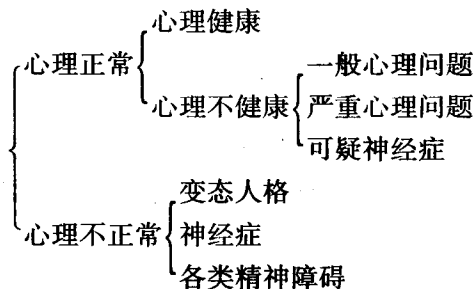 心理健康
心理正常
一般心理问题
心理不健康
严重心理问题
可疑神经症
变态人格
心理不正常
神经症
各类精神障碍